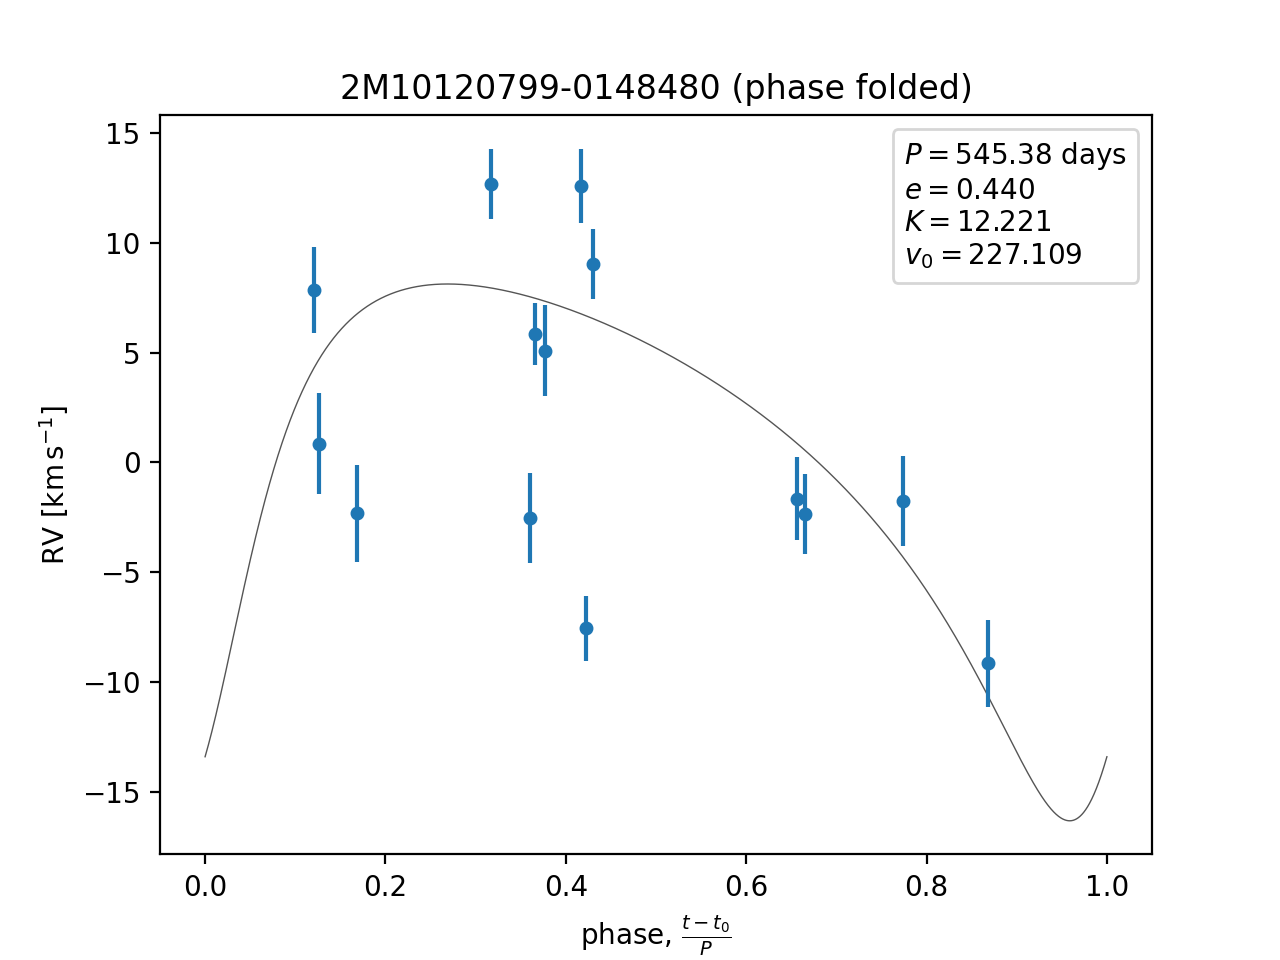 2M10120799-0148480 (phase folded)
P = 545.38 days
e = 0.440
K = 12.221
v₀ = 227.109
15
10
5
0
−5
−10
−15
RV [km s⁻¹]
0.0 0.2 0.4 0.6 0.8 1.0
phase, (t − t₀)/P